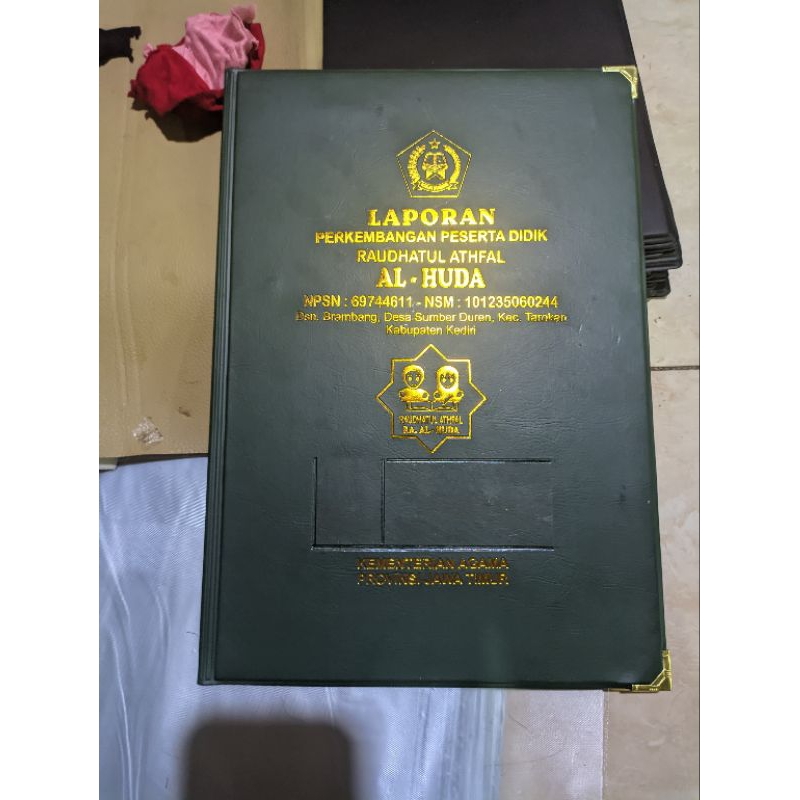 LAPORAN
PERKEMBANGAN PESERTA DIDIK
RAUDHATUL ATHFAL
AL - HUDA
NPSN : 69744611 - NSM : 101235060244
Dsn. Brambang, Desa Sumber Duren, Kec. Tarokan
Kabupaten Kediri
RAUDHATUL ATHFAL
RA. AL - HUDA
KEMENTERIAN AGAMA
PROVINSI JAWA TIMUR